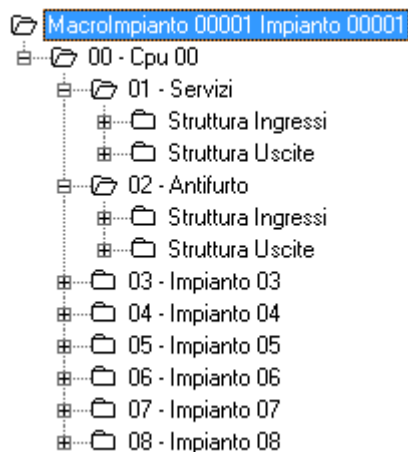 MacroImpianto 00001 Impianto 00001
00 - Cpu 00
01 - Servizi
Struttura Ingressi
Struttura Uscite
02 - Antifurto
Struttura Ingressi
Struttura Uscite
03 - Impianto 03
04 - Impianto 04
05 - Impianto 05
06 - Impianto 06
07 - Impianto 07
08 - Impianto 08